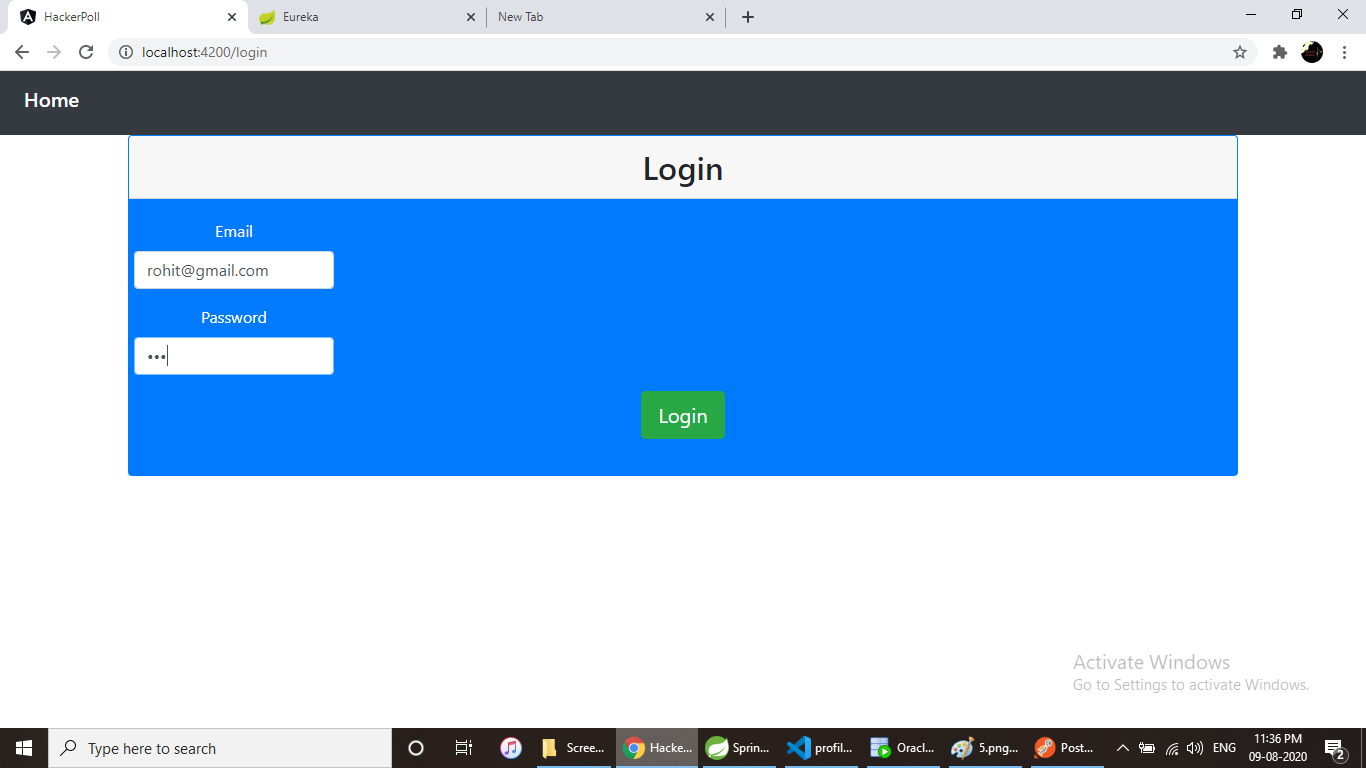 HackerPoll
Eureka
New Tab
localhost:4200/login
Home
Login
Email
rohit@gmail.com
Password
•••
Login
Activate Windows
Go to Settings to activate Windows.
Type here to search
Scree...
Hacke...
Sprin...
profil...
Oracl...
5.png...
Post...
ENG
11:36 PM
09-08-2020
2